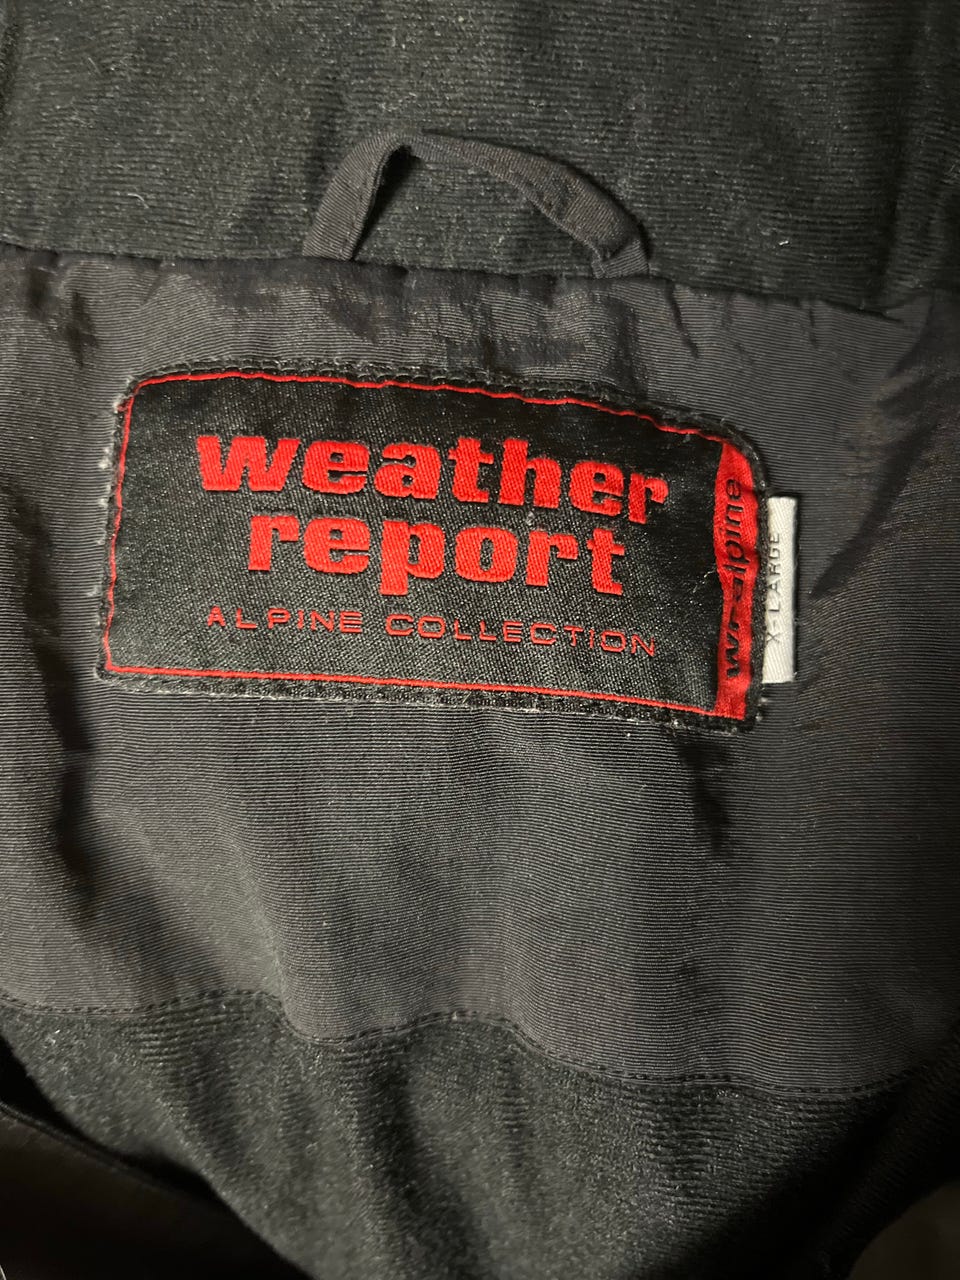 weather
report
ALPINE COLLECTION
wr-alpine
X-LARGE